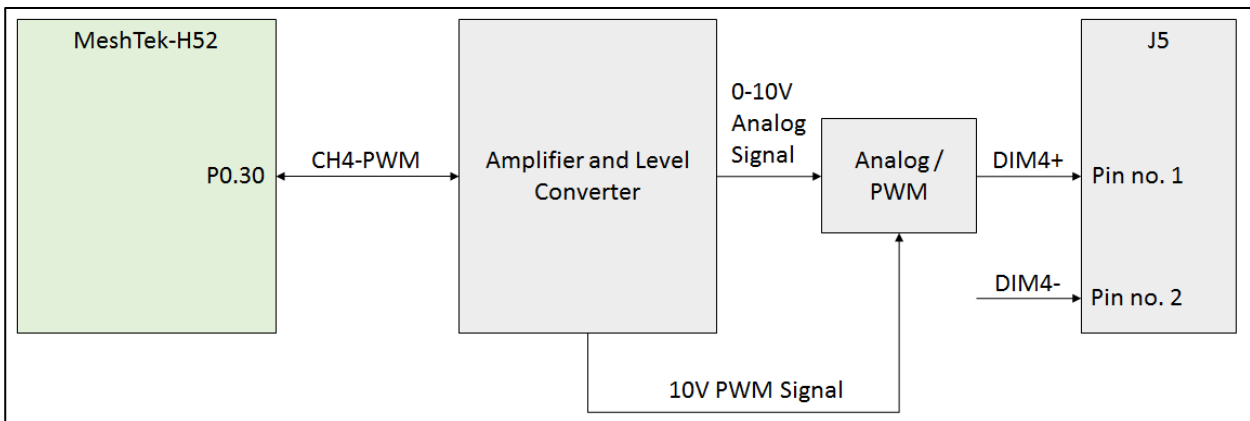 MeshTek-H52
P0.30
CH4-PWM
Amplifier and Level
Converter
0-10V
Analog
Signal
Analog /
PWM
DIM4+
J5
Pin no. 1
DIM4-
Pin no. 2
10V PWM Signal